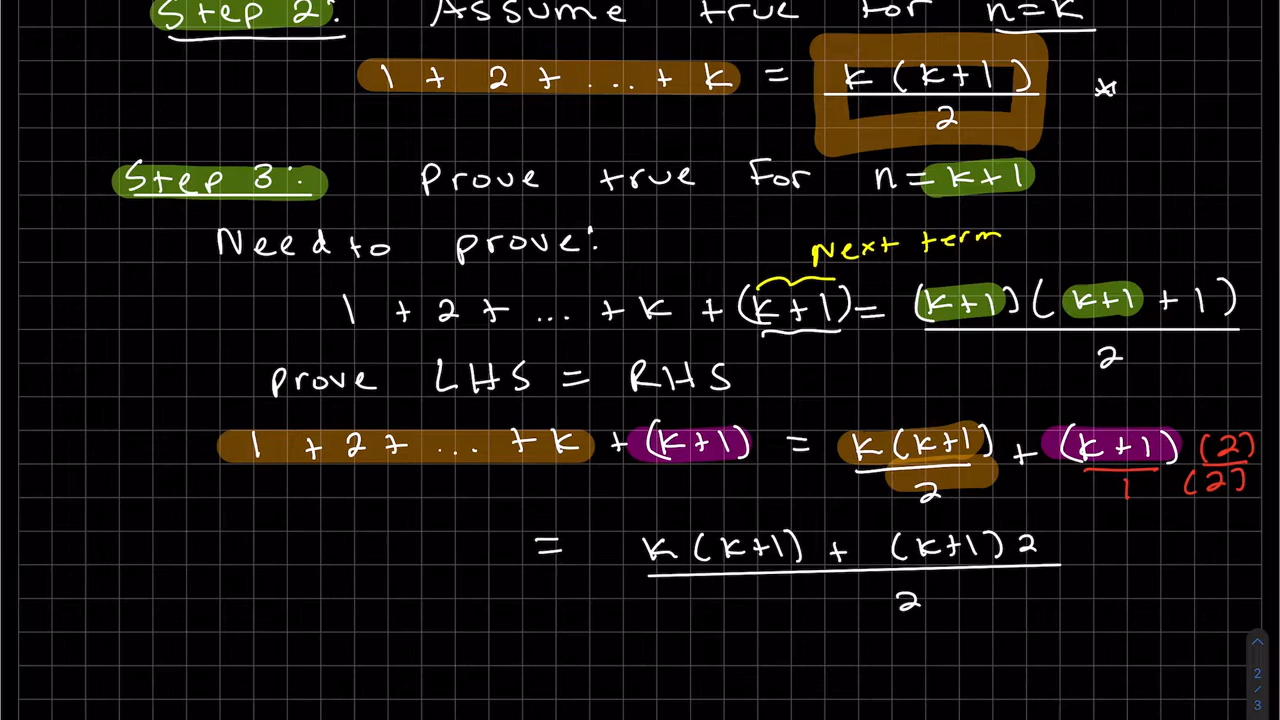 Step 2: Assume true for n=k
1 + 2 + ... + k = k(k+1)/2 *
Step 3: Prove true for n=k+1
Need to prove:
Next term
1 + 2 + ... + k + (k+1) = (k+1)(k+1+1)/2
prove LHS = RHS
1 + 2 + ... + k + (k+1) = k(k+1)/2 + (k+1)/1 (2)/(2)
= k(k+1) + (k+1)2/2
2
/
3